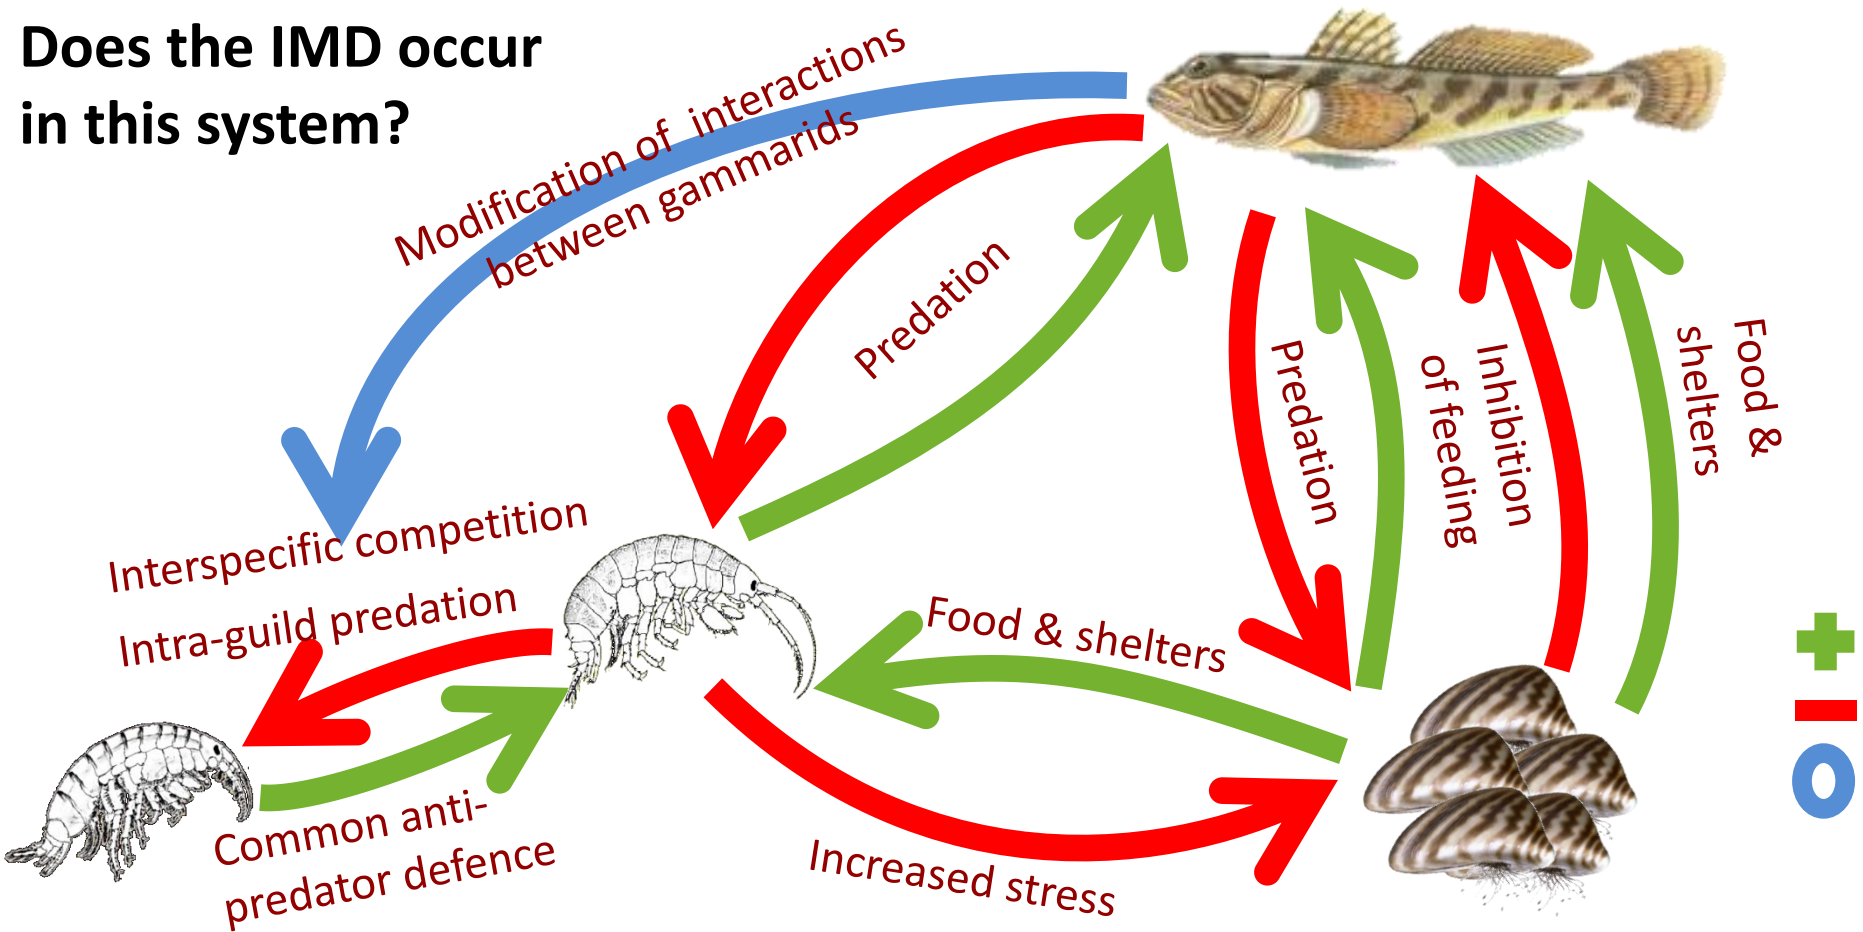 Does the IMD occur
in this system?
Modification of interactions
between gammarids
Predation
Predation
Inhibition
of feeding
Food &
shelters
Interspecific competition
Intra-guild predation
Food & shelters
Common anti-
predator defence
Increased stress